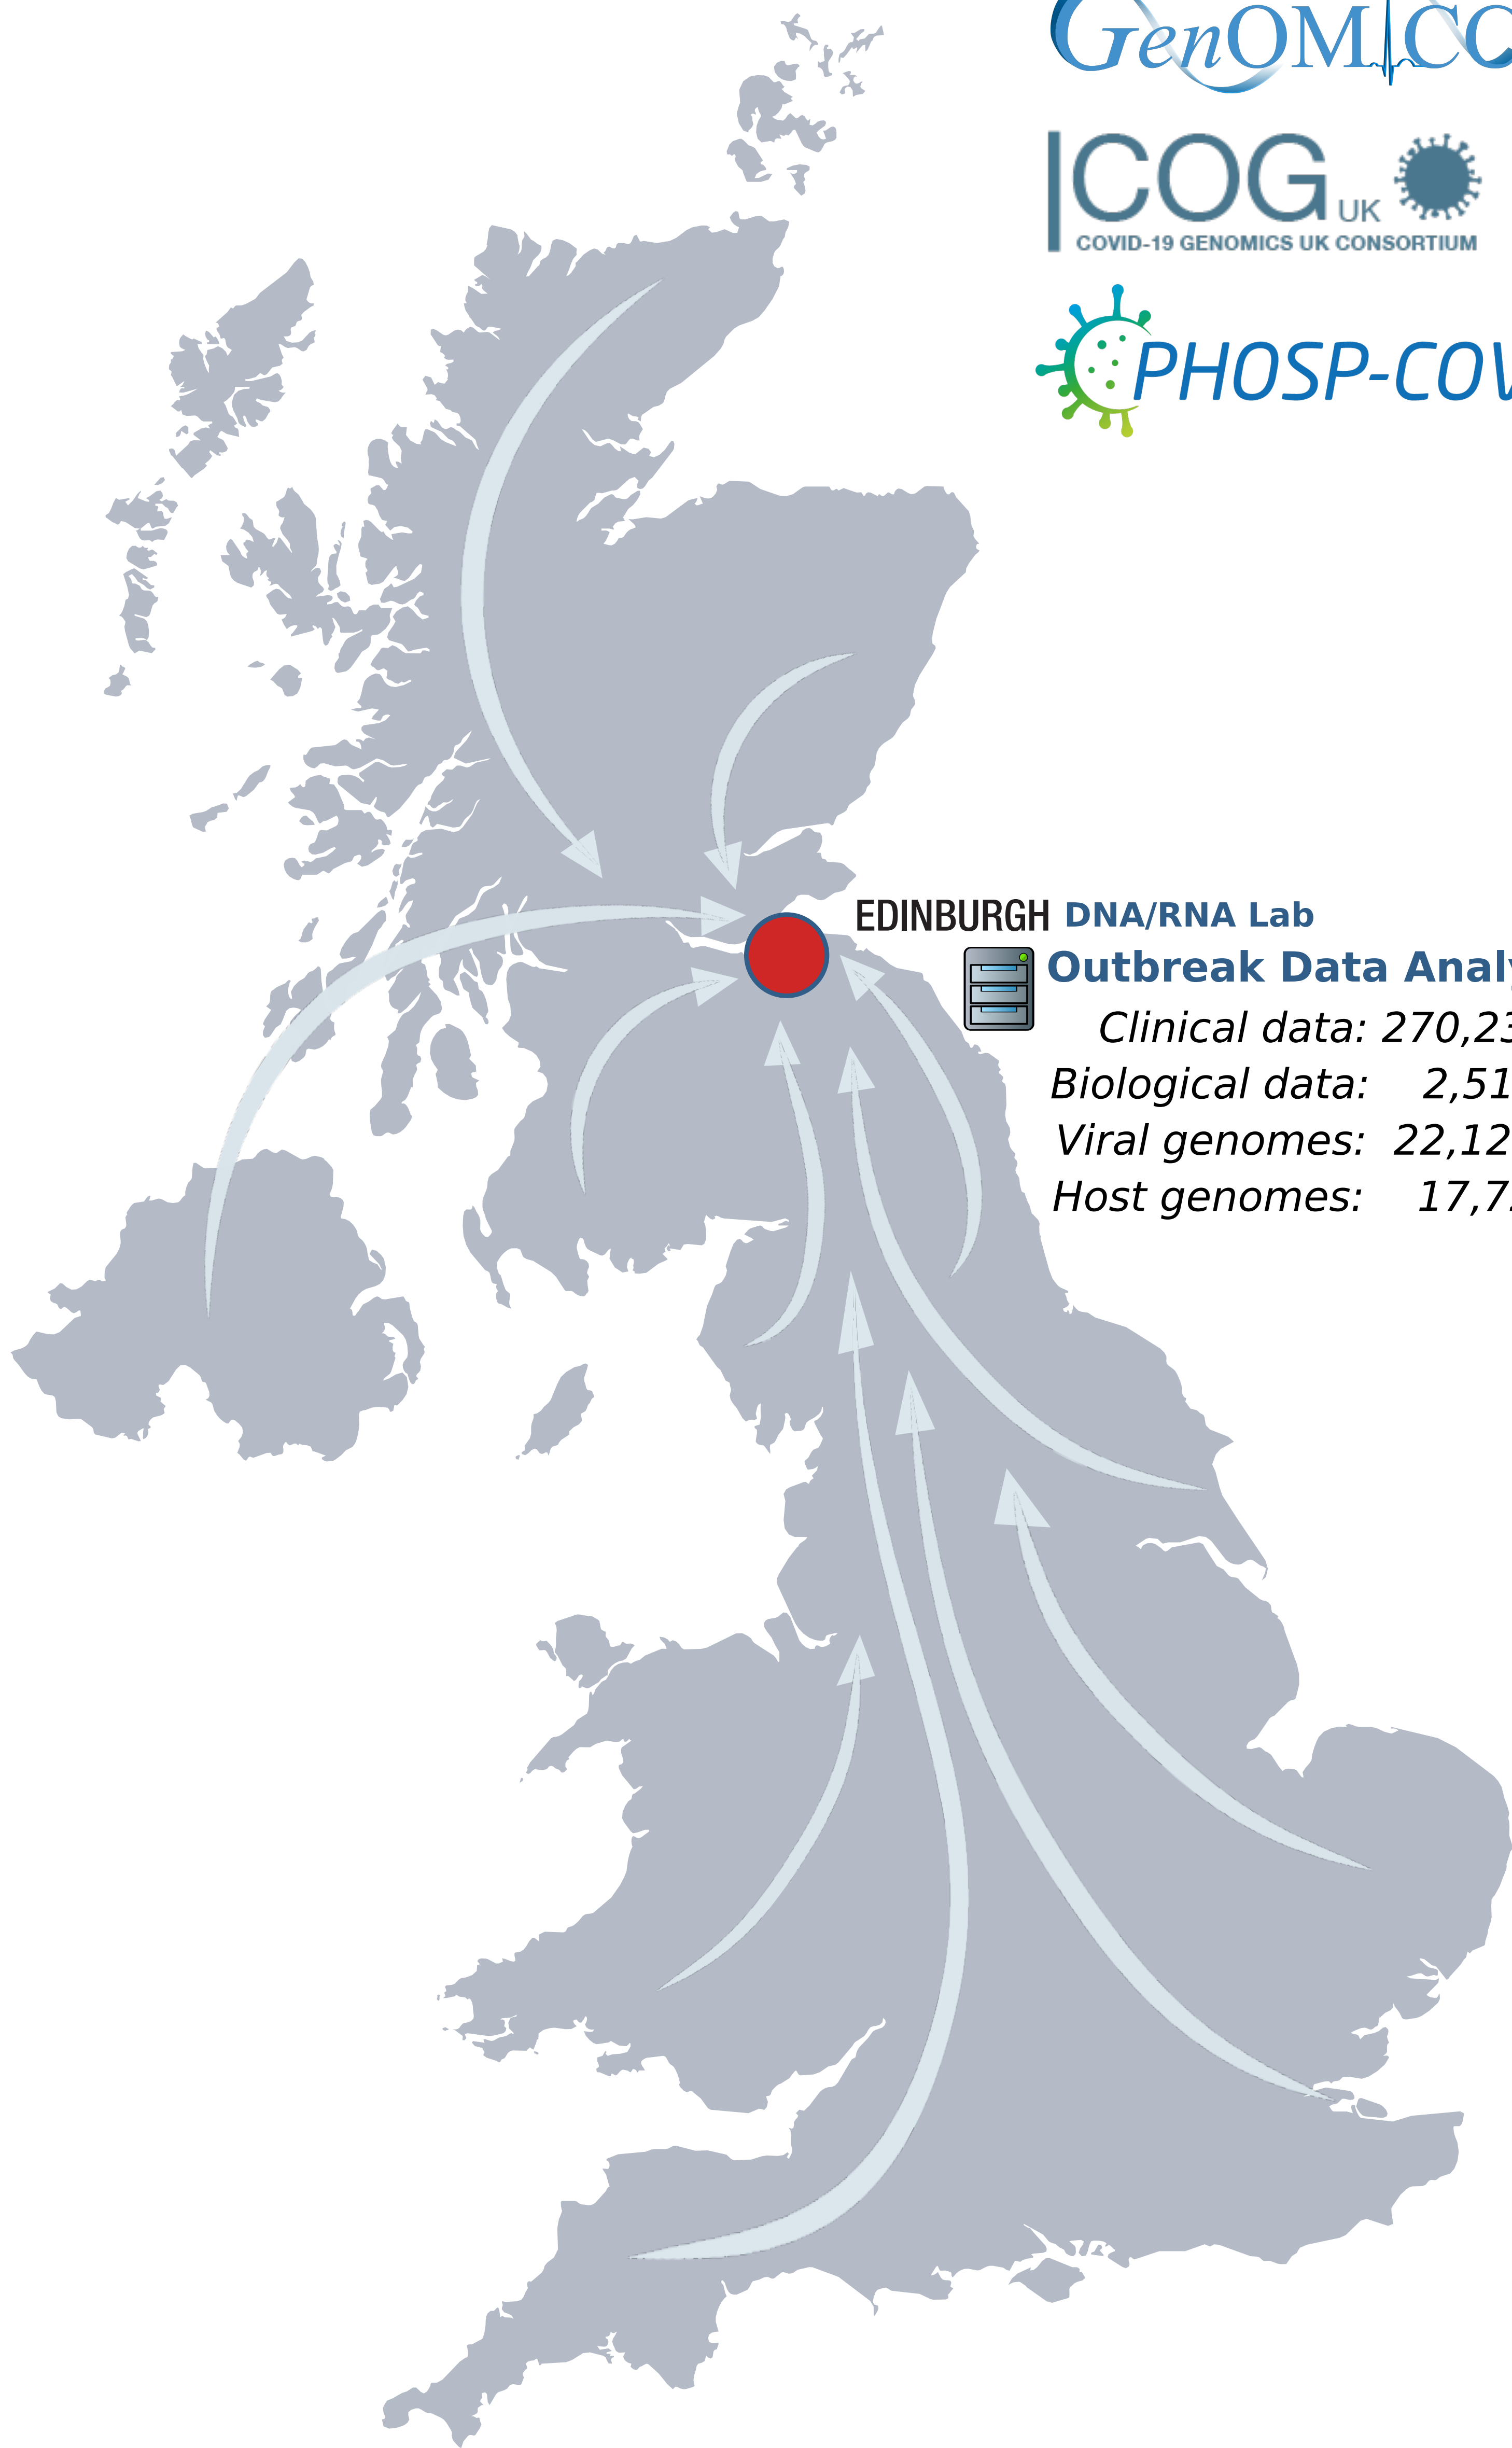 GenOMICC
COG UK
COVID-19 GENOMICS UK CONSORTIUM
PHOSP-COV
EDINBURGH DNA/RNA Lab
Outbreak Data Analy
Clinical data: 270,23
Biological data: 2,51
Viral genomes: 22,12
Host genomes: 17,7